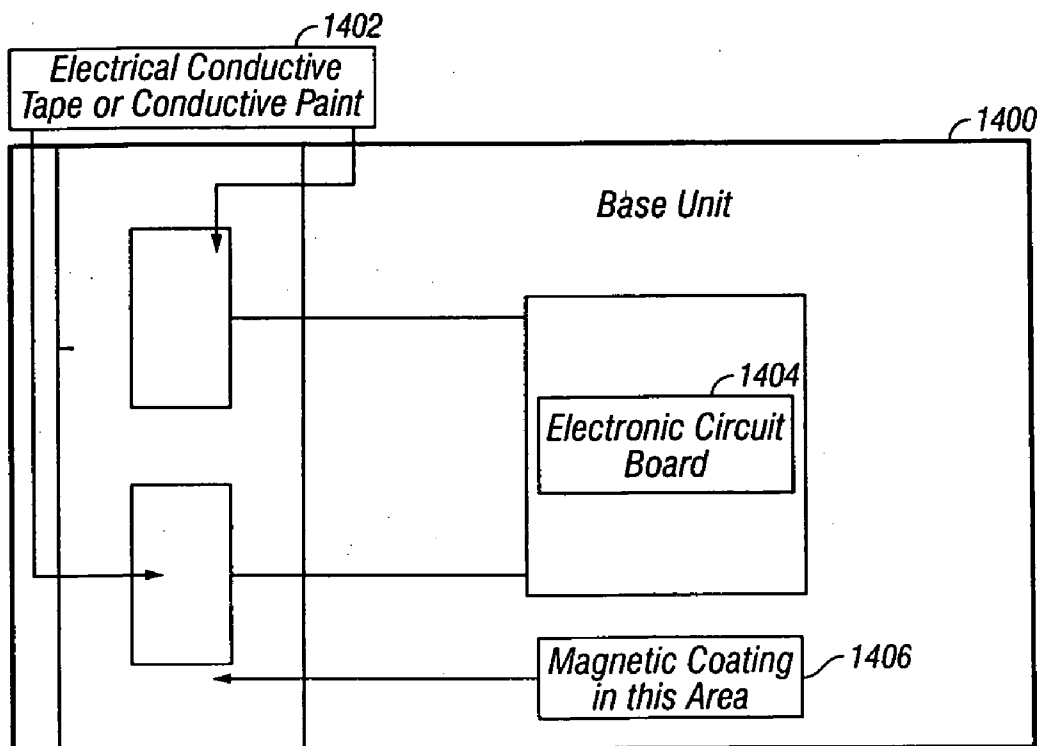 1402
Electrical Conductive
Tape or Conductive Paint
1400
Base Unit
1404
Electronic Circuit
Board
Magnetic Coating
in this Area
1406